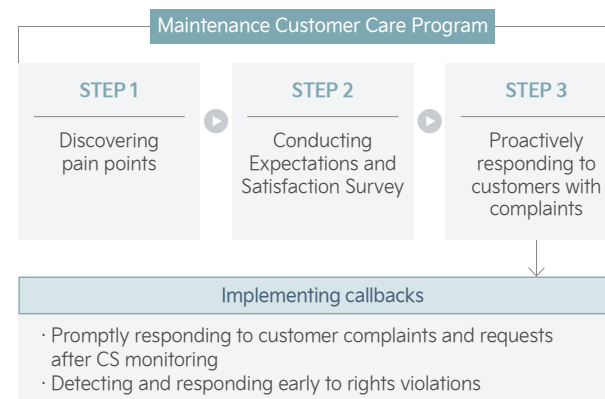 Maintenance Customer Care Program
STEP 1
Discovering
pain points
STEP 2
Conducting
Expectations and
Satisfaction Survey
STEP 3
Proactively
responding to
customers with
complaints
Implementing callbacks
· Promptly responding to customer complaints and requests
after CS monitoring
· Detecting and responding early to rights violations